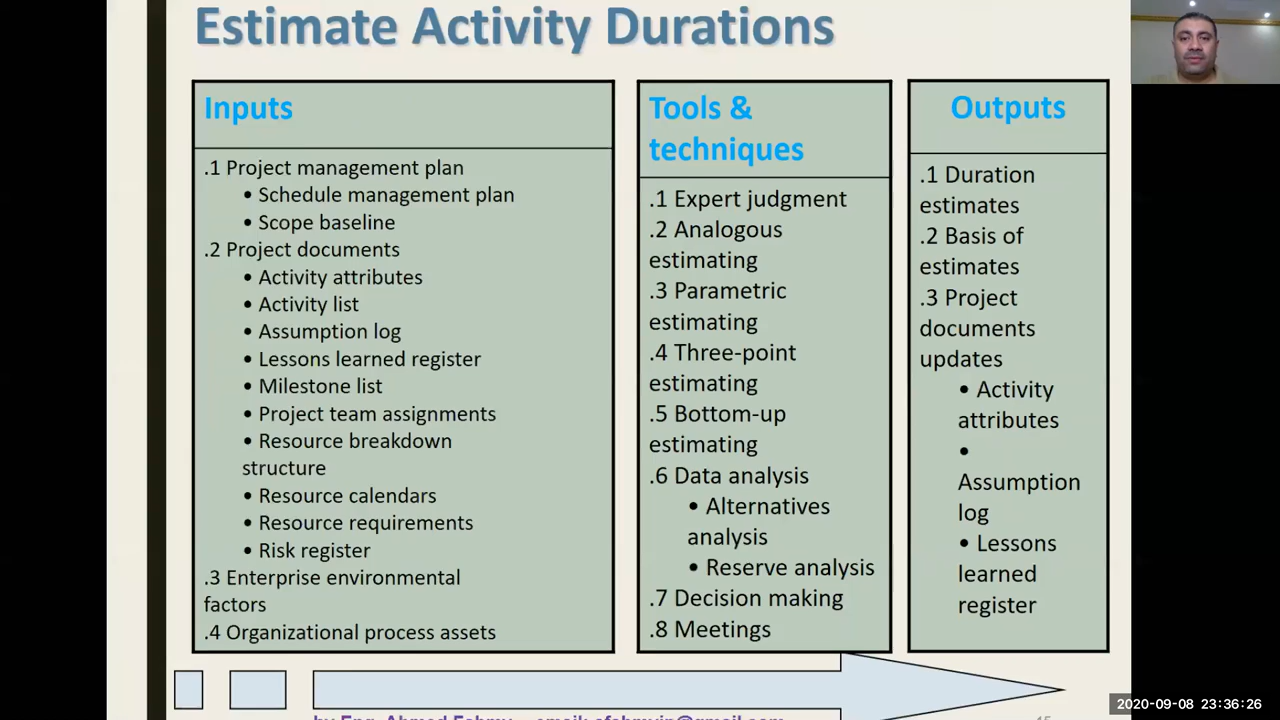 Estimate Activity Durations
Inputs
.1 Project management plan
• Schedule management plan
• Scope baseline
.2 Project documents
• Activity attributes
• Activity list
• Assumption log
• Lessons learned register
• Milestone list
• Project team assignments
• Resource breakdown
structure
• Resource calendars
• Resource requirements
• Risk register
.3 Enterprise environmental
factors
.4 Organizational process assets
Tools &
techniques
.1 Expert judgment
.2 Analogous
estimating
.3 Parametric
estimating
.4 Three-point
estimating
.5 Bottom-up
estimating
.6 Data analysis
• Alternatives
analysis
• Reserve analysis
.7 Decision making
.8 Meetings
Outputs
.1 Duration
estimates
.2 Basis of
estimates
.3 Project
documents
updates
• Activity
attributes
•
Assumption
log
• Lessons
learned
register
by Eng. Ahmed Fahmy
2020-09-08 23:36:26